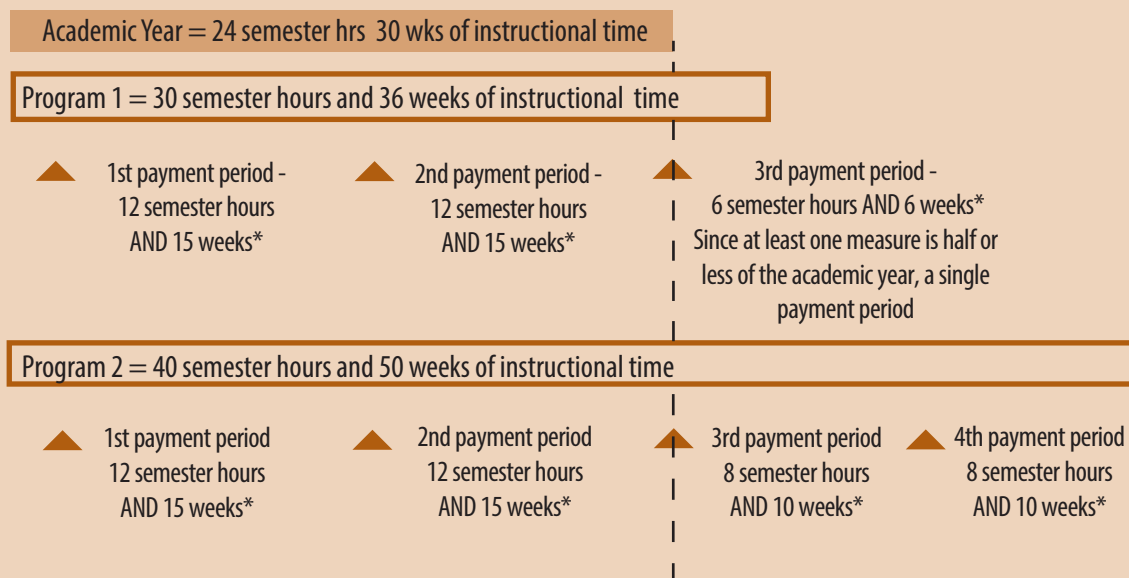 Academic Year = 24 semester hrs 30 wks of instructional time
Program 1 = 30 semester hours and 36 weeks of instructional time
1st payment period -
12 semester hours
AND 15 weeks*
2nd payment period -
12 semester hours
AND 15 weeks*
3rd payment period -
6 semester hours AND 6 weeks*
Since at least one measure is half or
less of the academic year, a single
payment period
Program 2 = 40 semester hours and 50 weeks of instructional time
1st payment period
12 semester hours
AND 15 weeks*
2nd payment period
12 semester hours
AND 15 weeks*
3rd payment period
8 semester hours
AND 10 weeks*
4th payment period
8 semester hours
AND 10 weeks*